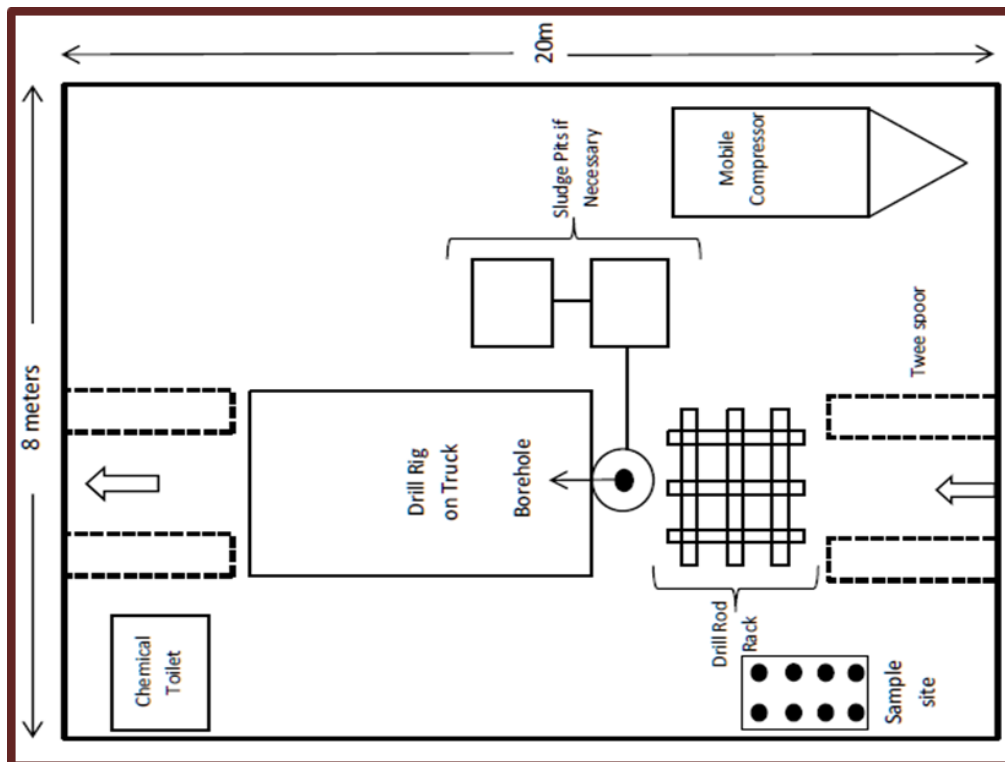 20m
8 meters
Sludge Pits if
Necessary
Mobile
Compressor
Drill Rig
on Truck
Borehole
Twee spoor
Chemical
Toilet
Drill Rod
Rack
Sample
site